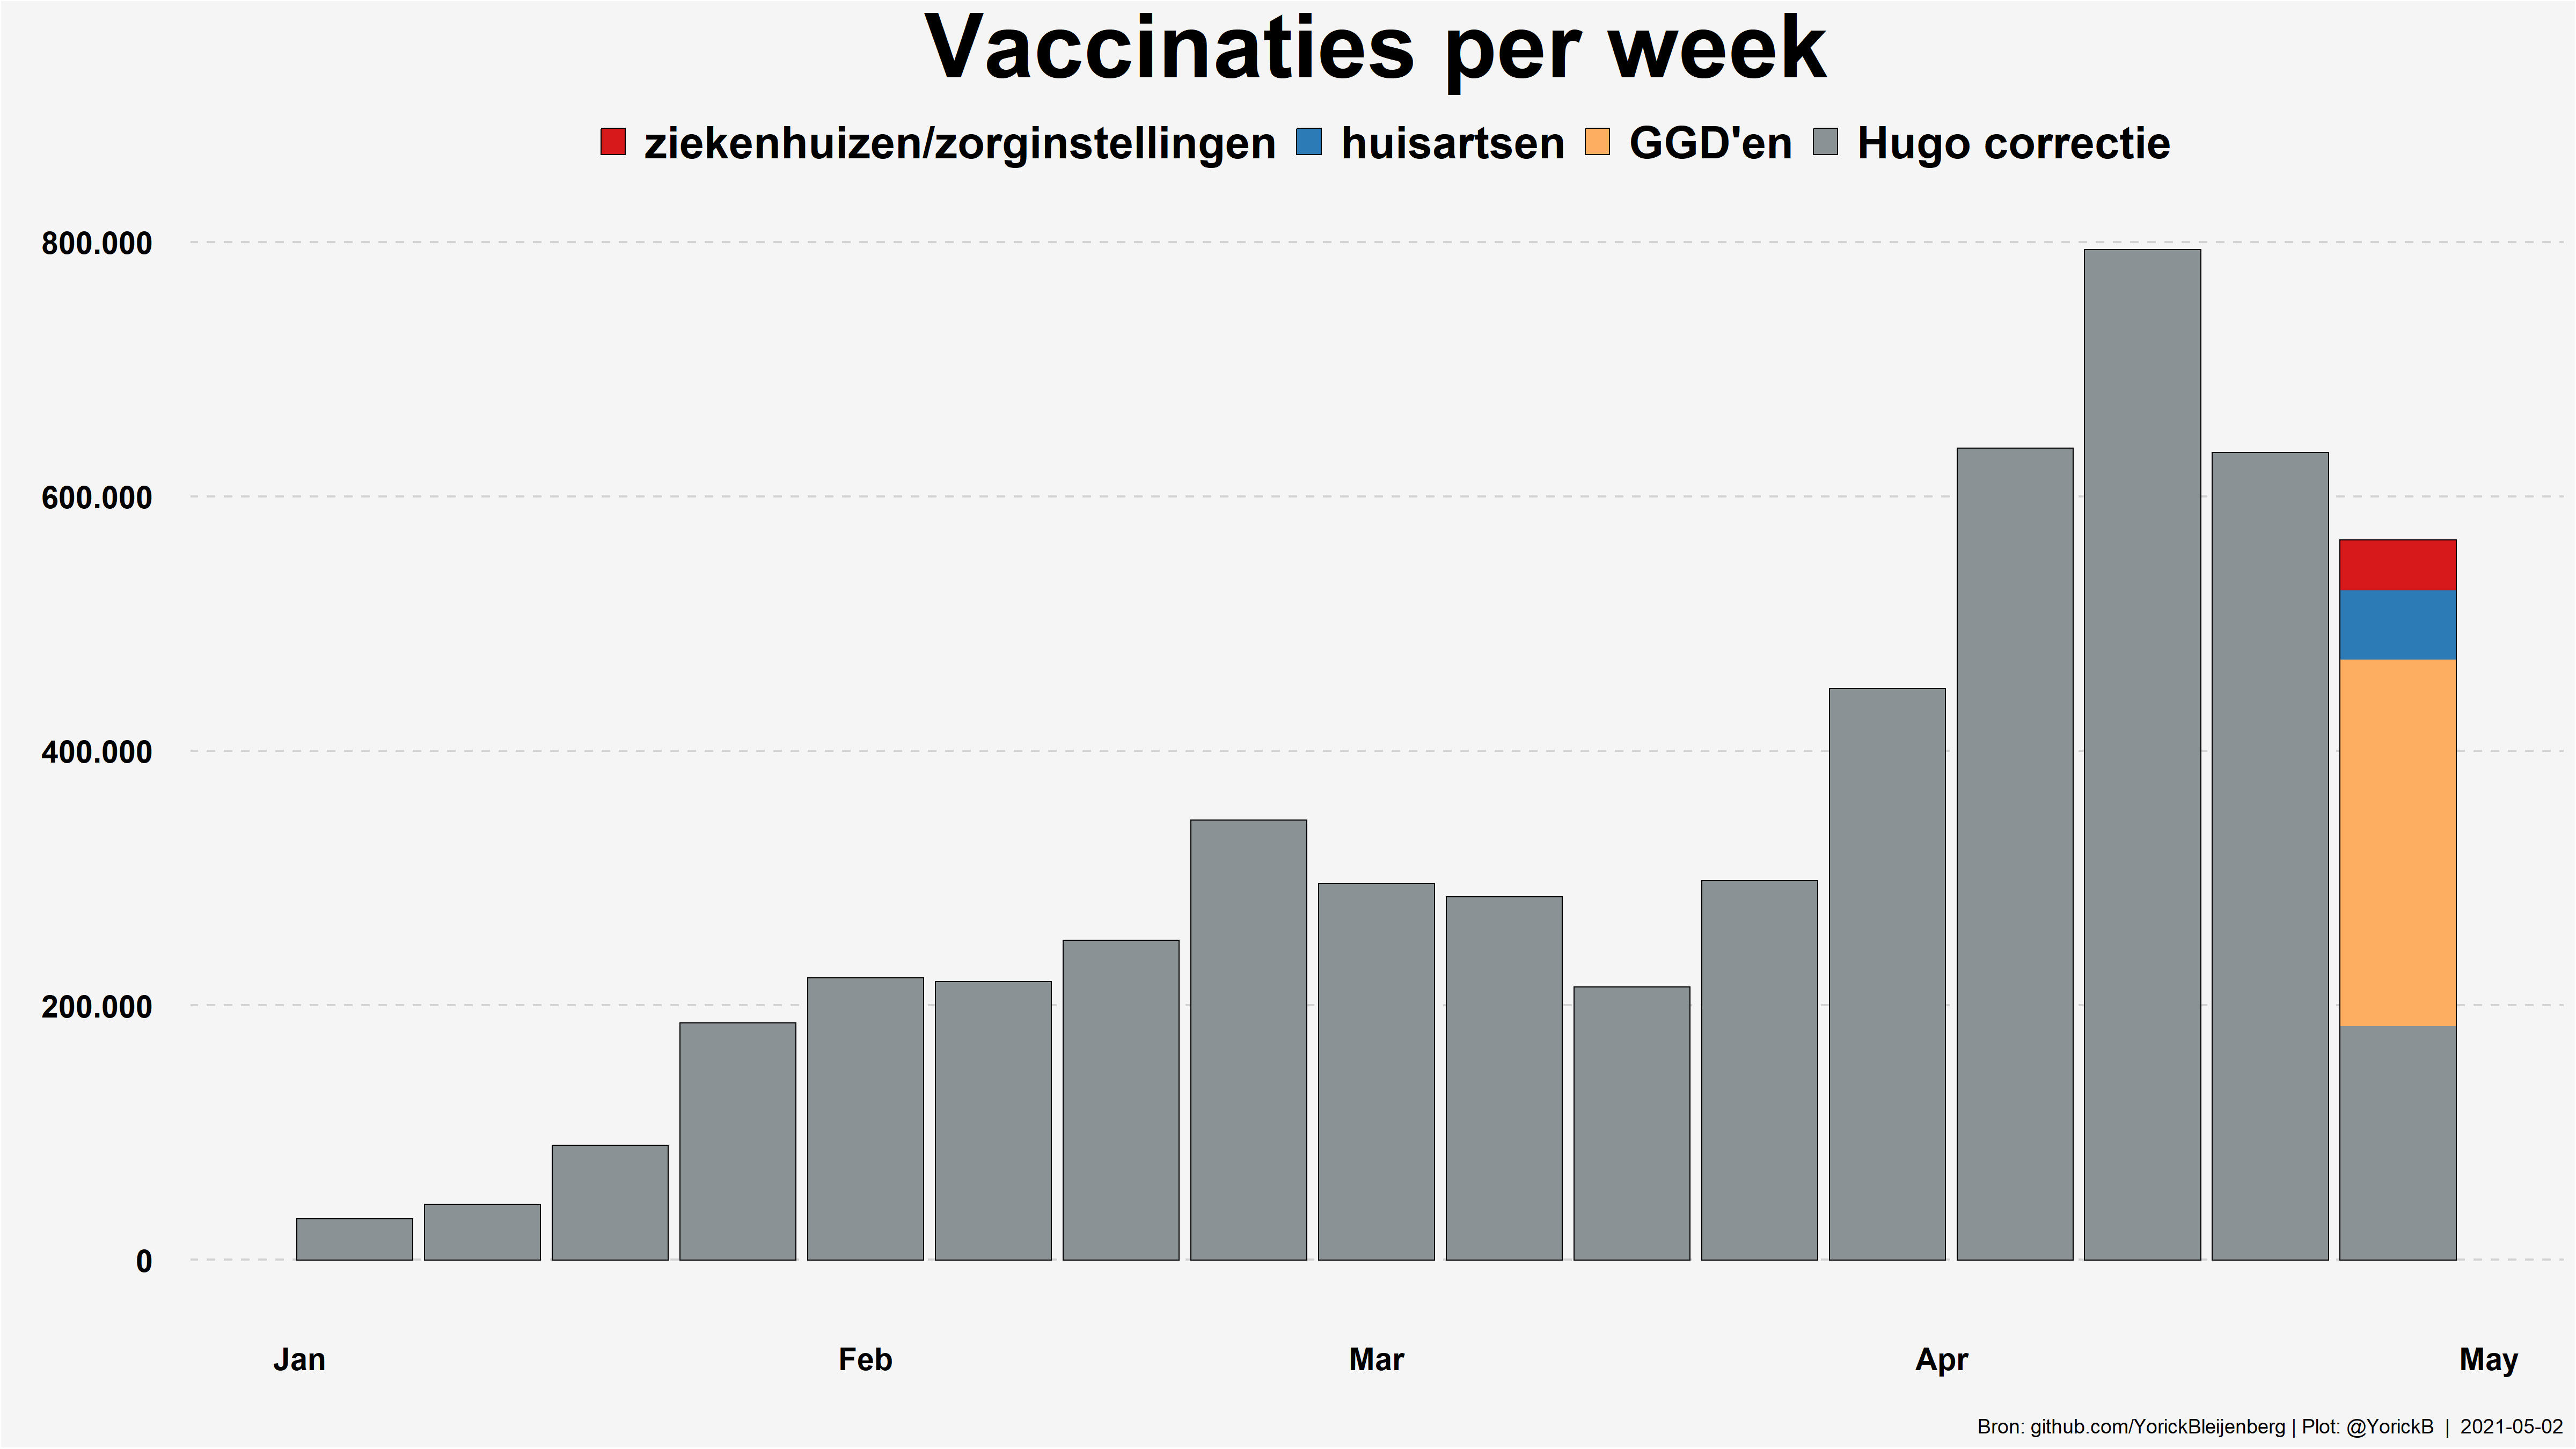 Vaccinaties per week
ziekenhuizen/zorginstellingen huisartsen GGD'en Hugo correctie
800.000
600.000
400.000
200.000
0
Jan Feb Mar Apr May
Bron: github.com/YorickBleijenberg | Plot: @YorickB | 2021-05-02